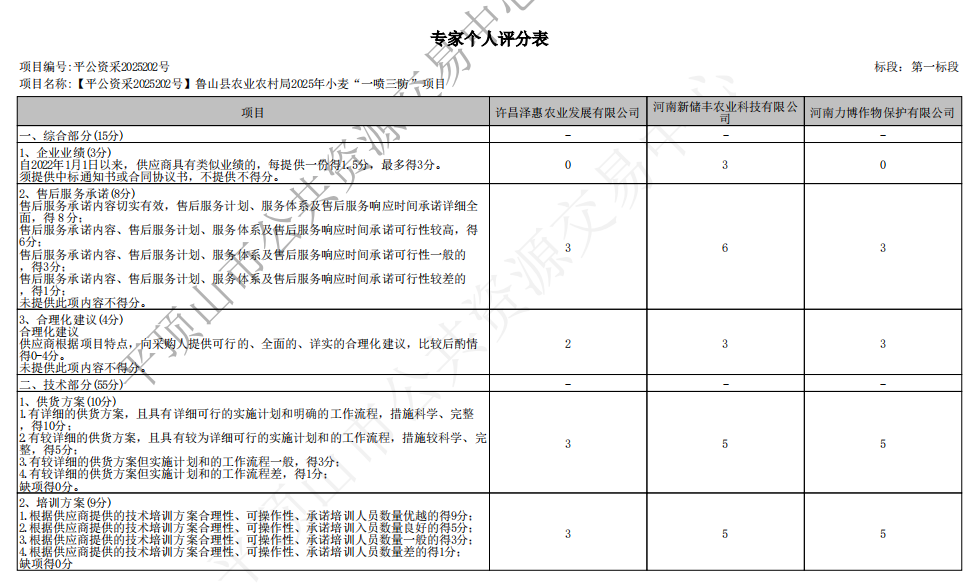 专家个人评分表
项目编号:平公资采2025202号
标段: 第一标段
项目名称:【平公资采2025202号】鲁山县农业农村局2025年小麦“一喷三防”项目
项目 许昌泽惠农业发展有限公司 河南新储丰农业科技有限公
司 河南力博作物保护有限公司
一、综合部分(15分) - - -
1、企业业绩(3分)
自2022年1月1日以来，供应商具有类似业绩的，每提供一份得1.5分，最多得3分。
须提供中标通知书或合同协议书，不提供不得分。
0 3 0
2、售后服务承诺(8分)
售后服务承诺内容切实有效，售后服务计划、服务体系及售后服务响应时间承诺详细全
面，得 8 分；
售后服务承诺内容、售后服务计划、服务体系及售后服务响应时间承诺可行性较高，得
6分；
售后服务承诺内容、售后服务计划、服务体系及售后服务响应时间承诺可行性一般的
，得3分；
售后服务承诺内容、售后服务计划、服务体系及售后服务响应时间承诺可行性较差的
，得1分；
未提供此项内容不得分。
3 6 3
3、合理化建议(4分)
合理化建议
供应商根据项目特点，向采购人提供可行的、全面的、详实的合理化建议，比较后酌情
得0-4分。
未提供此项内容不得分。
2 3 3
二、技术部分(55分) - - -
1、供货方案(10分)
1.有详细的供货方案，且具有详细可行的实施计划和明确的工作流程，措施科学、完整
，得10分；
2.有较详细的供货方案，且具有较为详细可行的实施计划和的工作流程，措施较科学、完
整，得5分；
3.有较详细的供货方案但实施计划和的工作流程一般，得3分；
4.有较详细的供货方案但实施计划和的工作流程差，得1分；
缺项得0分。
3 5 5
2、培训方案(9分)
1.根据供应商提供的技术培训方案合理性、可操作性、承诺培训人员数量优越的得9分；
2.根据供应商提供的技术培训方案合理性、可操作性、承诺培训入员数量良好的得5分；
3.根据供应商提供的技术培训方案合理性、可操作性、承诺培训人员数量一般的得3分；
4.根据供应商提供的技术培训方案合理性、可操作性、承诺培训人员数量差的得1分；
缺项得0分
3 5 5
平顶山市公共资源交易中心
平顶山市公共资源交易中心